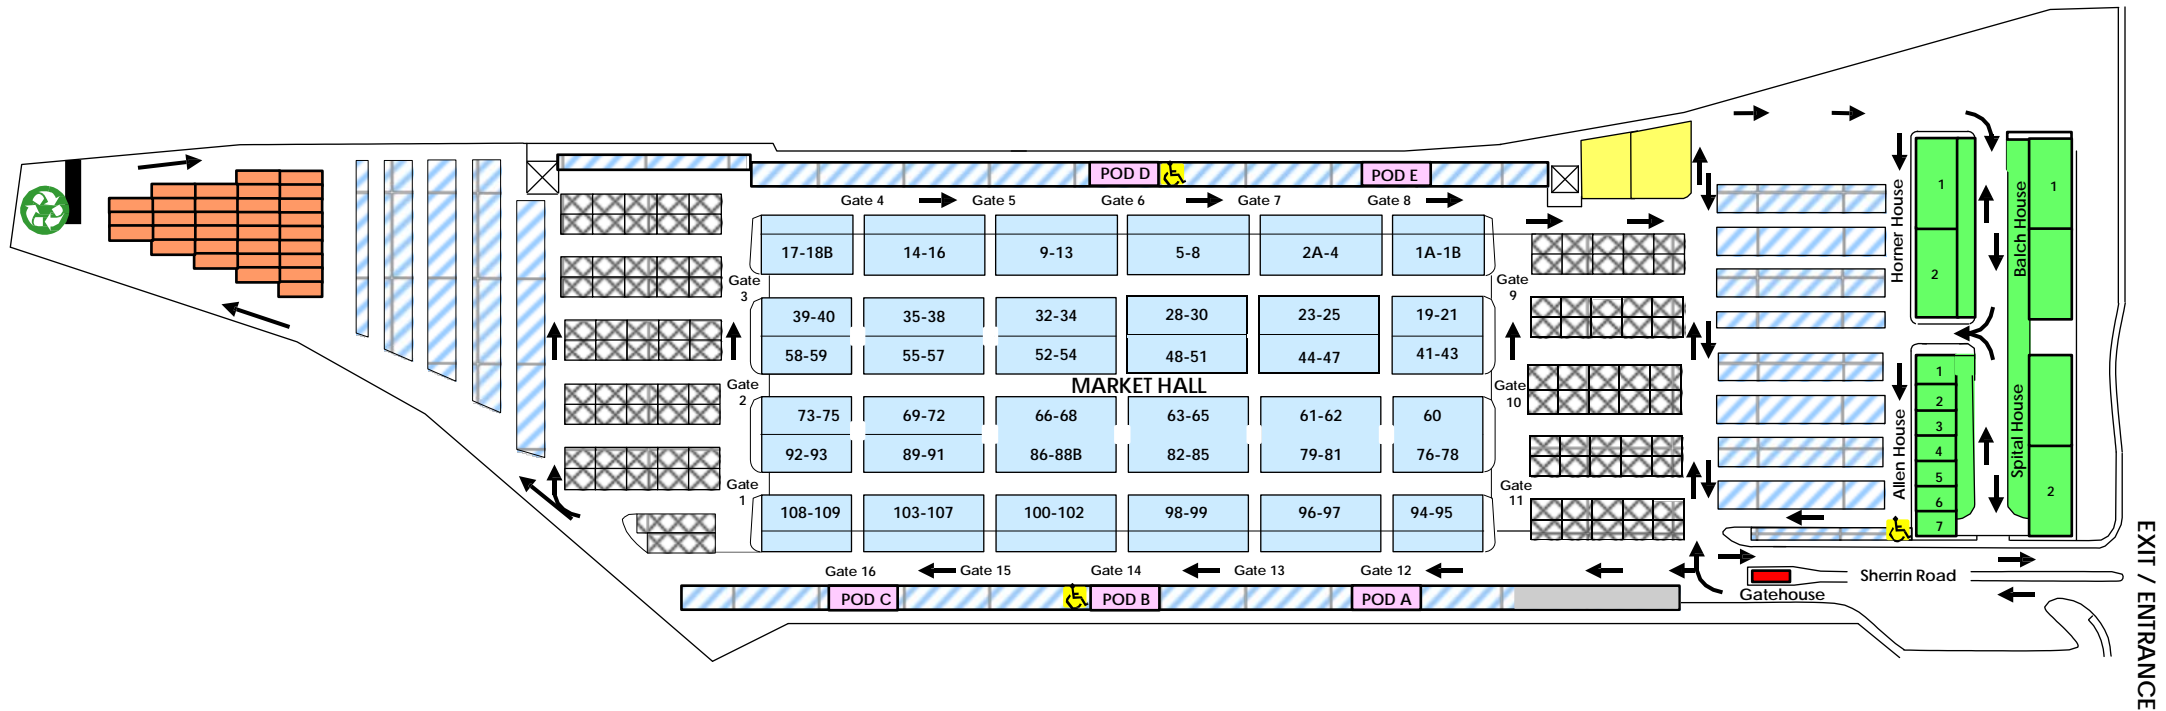 POD D
POD E
Gate 4
Gate 5
Gate 6
Gate 7
Gate 8
17-18B
14-16
9-13
5-8
2A-4
1A-1B
Gate
3
Gate
9
39-40
35-38
32-34
28-30
23-25
19-21
58-59
55-57
52-54
48-51
44-47
41-43
MARKET HALL
Gate
2
Gate
10
73-75
69-72
66-68
63-65
61-62
60
92-93
89-91
86-88B
82-85
79-81
76-78
Gate
1
Gate
11
108-109
103-107
100-102
98-99
96-97
94-95
Gate 16
Gate 15
Gate 14
Gate 13
Gate 12
POD C
POD B
POD A
Horner House
1
2
Balch House
1
Allen House
1
2
3
4
5
6
7
Spital House
2
Sherrin Road
Gatehouse
EXIT / ENTRANCE